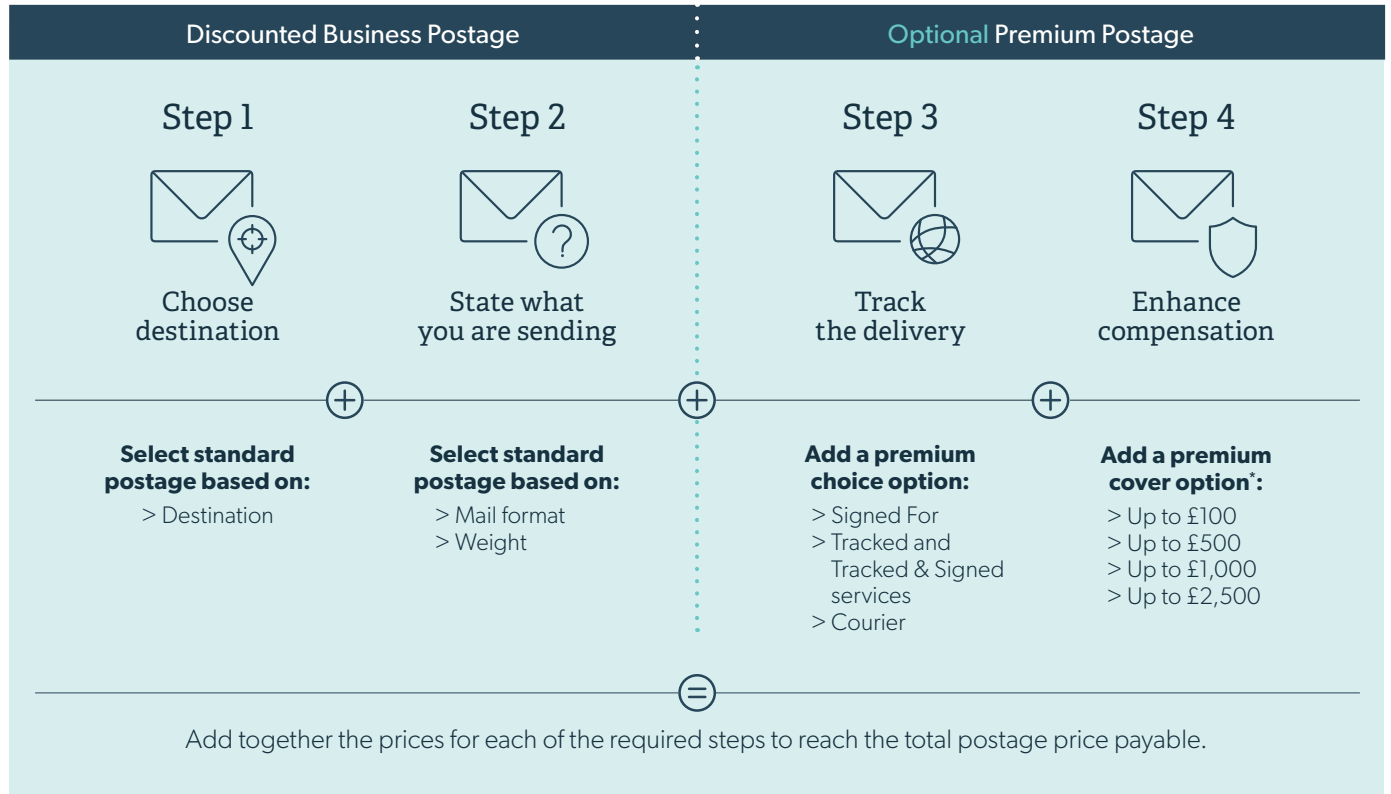 Discounted Business Postage
Optional Premium Postage
Step 1
Choose
destination
Step 2
State what
you are sending
Step 3
Track
the delivery
Step 4
Enhance
compensation
Select standard
postage based on:
> Destination
Select standard
postage based on:
> Mail format
> Weight
Add a premium
choice option:
> Signed For
> Tracked and
Tracked & Signed
services
> Courier
Add a premium
cover option*:
> Up to £100
> Up to £500
> Up to £1,000
> Up to £2,500
Add together the prices for each of the required steps to reach the total postage price payable.